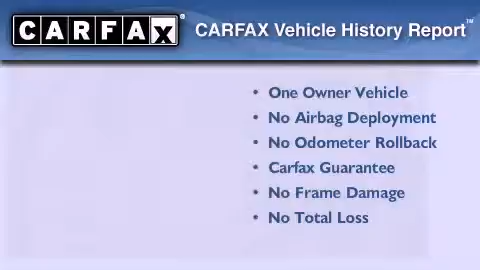 CARFAX® CARFAX Vehicle History Report™
• One Owner Vehicle
• No Airbag Deployment
• No Odometer Rollback
• Carfax Guarantee
• No Frame Damage
• No Total Loss